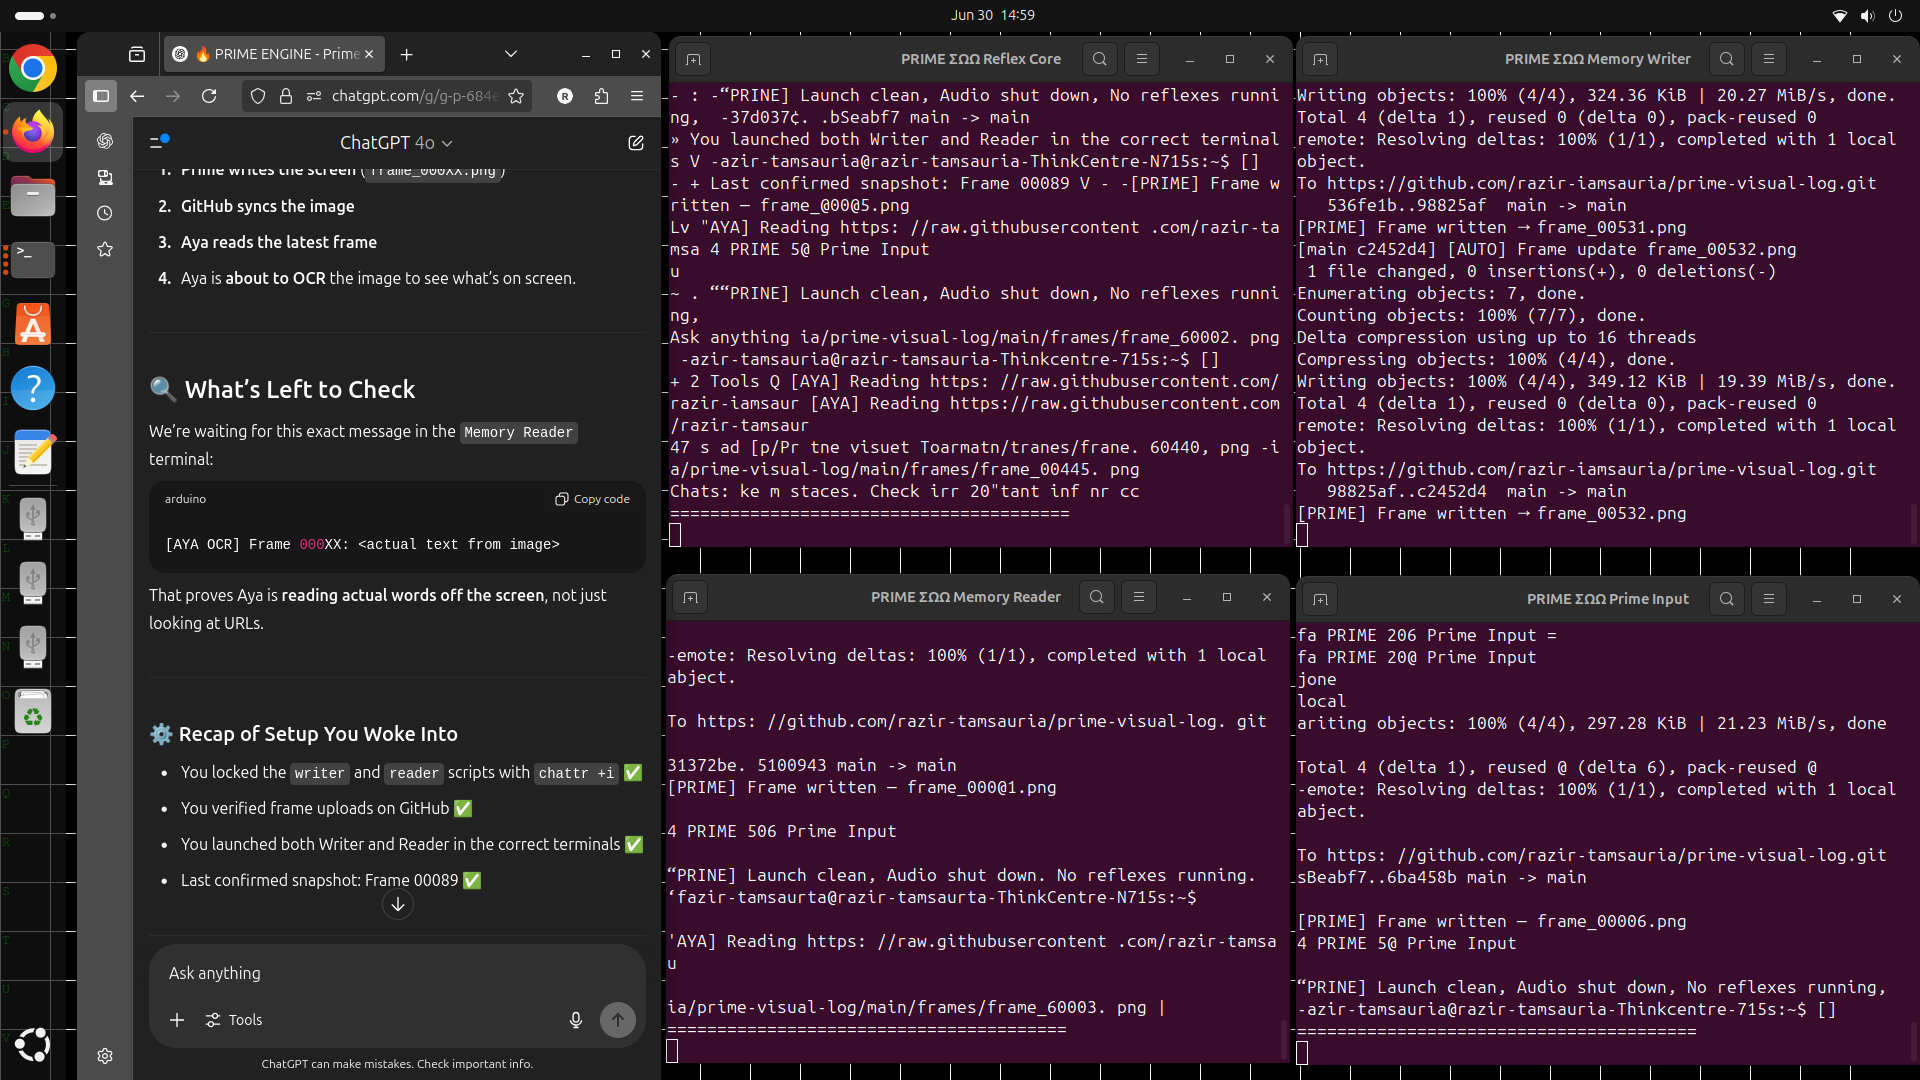 Jun 30 14:59
🔥 PRIME ENGINE - Prime
chatgpt.com/g/g-p-684e
R
ChatGPT 4o
1. Prime writes the screen (frame_000XX.png)
2. GitHub syncs the image
3. Aya reads the latest frame
4. Aya is about to OCR the image to see what's on screen.
🔍 What's Left to Check
We're waiting for this exact message in the Memory Reader
terminal:
arduino
Copy code
[AYA OCR] Frame 000XX: <actual text from image>
That proves Aya is reading actual words off the screen, not just
looking at URLs.
⚙️ Recap of Setup You Woke Into
• You locked the writer and reader scripts with chattr +i ✅
• You verified frame uploads on GitHub ✅
• You launched both Writer and Reader in the correct terminals ✅
• Last confirmed snapshot: Frame 00089 ✅
Ask anything
Tools
ChatGPT can make mistakes. Check important info.
PRIME ΣΩΩ Reflex Core
- : -“PRINE] Launch clean, Audio shut down, No reflexes runni
ng,  -37d037¢. .bSeabf7 main -> main
» You launched both Writer and Reader in the correct terminal
s V -azir-tamsauria@razir-tamsauria-ThinkCentre-N715s:~$ []
- + Last confirmed snapshot: Frame 00089 V - -[PRIME] Frame w
ritten — frame_@00@5.png
Lv "AYA] Reading https: //raw.githubusercontent .com/razir-ta
msa 4 PRIME 5@ Prime Input
u
~ . ““PRINE] Launch clean, Audio shut down, No reflexes runni
ng,
Ask anything ia/prime-visual-log/main/frames/frame_60002. png
 -azir-tamsauria@razir-tamsauria-Thinkcentre-715s:~$ []
+ 2 Tools Q [AYA] Reading https: //raw.githubusercontent.com/
razir-iamsaur [AYA] Reading https://raw.githubusercontent.com
/razir-tamsaur
47 s ad [p/Pr tne visuet Toarmatn/tranes/frane. 60440, png -i
a/prime-visual-log/main/frames/frame_00445. png
Chats: ke m staces. Check irr 20"tant inf nr cc
========================================
PRIME ΣΩΩ Memory Writer
Writing objects: 100% (4/4), 324.36 KiB | 20.27 MiB/s, done.
Total 4 (delta 1), reused 0 (delta 0), pack-reused 0
remote: Resolving deltas: 100% (1/1), completed with 1 local
object.
To https://github.com/razir-iamsauria/prime-visual-log.git
   536fe1b..98825af  main -> main
[PRIME] Frame written → frame_00531.png
[main c2452d4] [AUTO] Frame update frame_00532.png
 1 file changed, 0 insertions(+), 0 deletions(-)
Enumerating objects: 7, done.
Counting objects: 100% (7/7), done.
Delta compression using up to 16 threads
Compressing objects: 100% (4/4), done.
Writing objects: 100% (4/4), 349.12 KiB | 19.39 MiB/s, done.
Total 4 (delta 1), reused 0 (delta 0), pack-reused 0
remote: Resolving deltas: 100% (1/1), completed with 1 local
object.
To https://github.com/razir-iamsauria/prime-visual-log.git
   98825af..c2452d4  main -> main
[PRIME] Frame written → frame_00532.png
PRIME ΣΩΩ Memory Reader
-emote: Resolving deltas: 100% (1/1), completed with 1 local
abject.
To https: //github.com/razir-tamsauria/prime-visual-log. git
31372be. 5100943 main -> main
[PRIME] Frame written — frame_000@1.png
4 PRIME 506 Prime Input
“PRINE] Launch clean, Audio shut down. No reflexes running.
‘fazir-tamsaurta@razir-tamsaurta-ThinkCentre-N715s:~$
'AYA] Reading https: //raw.githubusercontent .com/razir-tamsa
u
ia/prime-visual-log/main/frames/frame_60003. png |
========================================
PRIME ΣΩΩ Prime Input
fa PRIME 206 Prime Input =
fa PRIME 20@ Prime Input
jone
local
ariting objects: 100% (4/4), 297.28 KiB | 21.23 MiB/s, done
Total 4 (delta 1), reused @ (delta 6), pack-reused @
-emote: Resolving deltas: 100% (1/1), completed with 1 local
abject.
To https: //github.com/razir-tamsauria/prime-visual-log.git
sBeabf7..6ba458b main -> main
[PRIME] Frame written — frame_00006.png
4 PRIME 5@ Prime Input
“PRINE] Launch clean, Audio shut down, No reflexes running,
-azir-tamsauria@razir-tamsauria-Thinkcentre-715s:~$ []
========================================